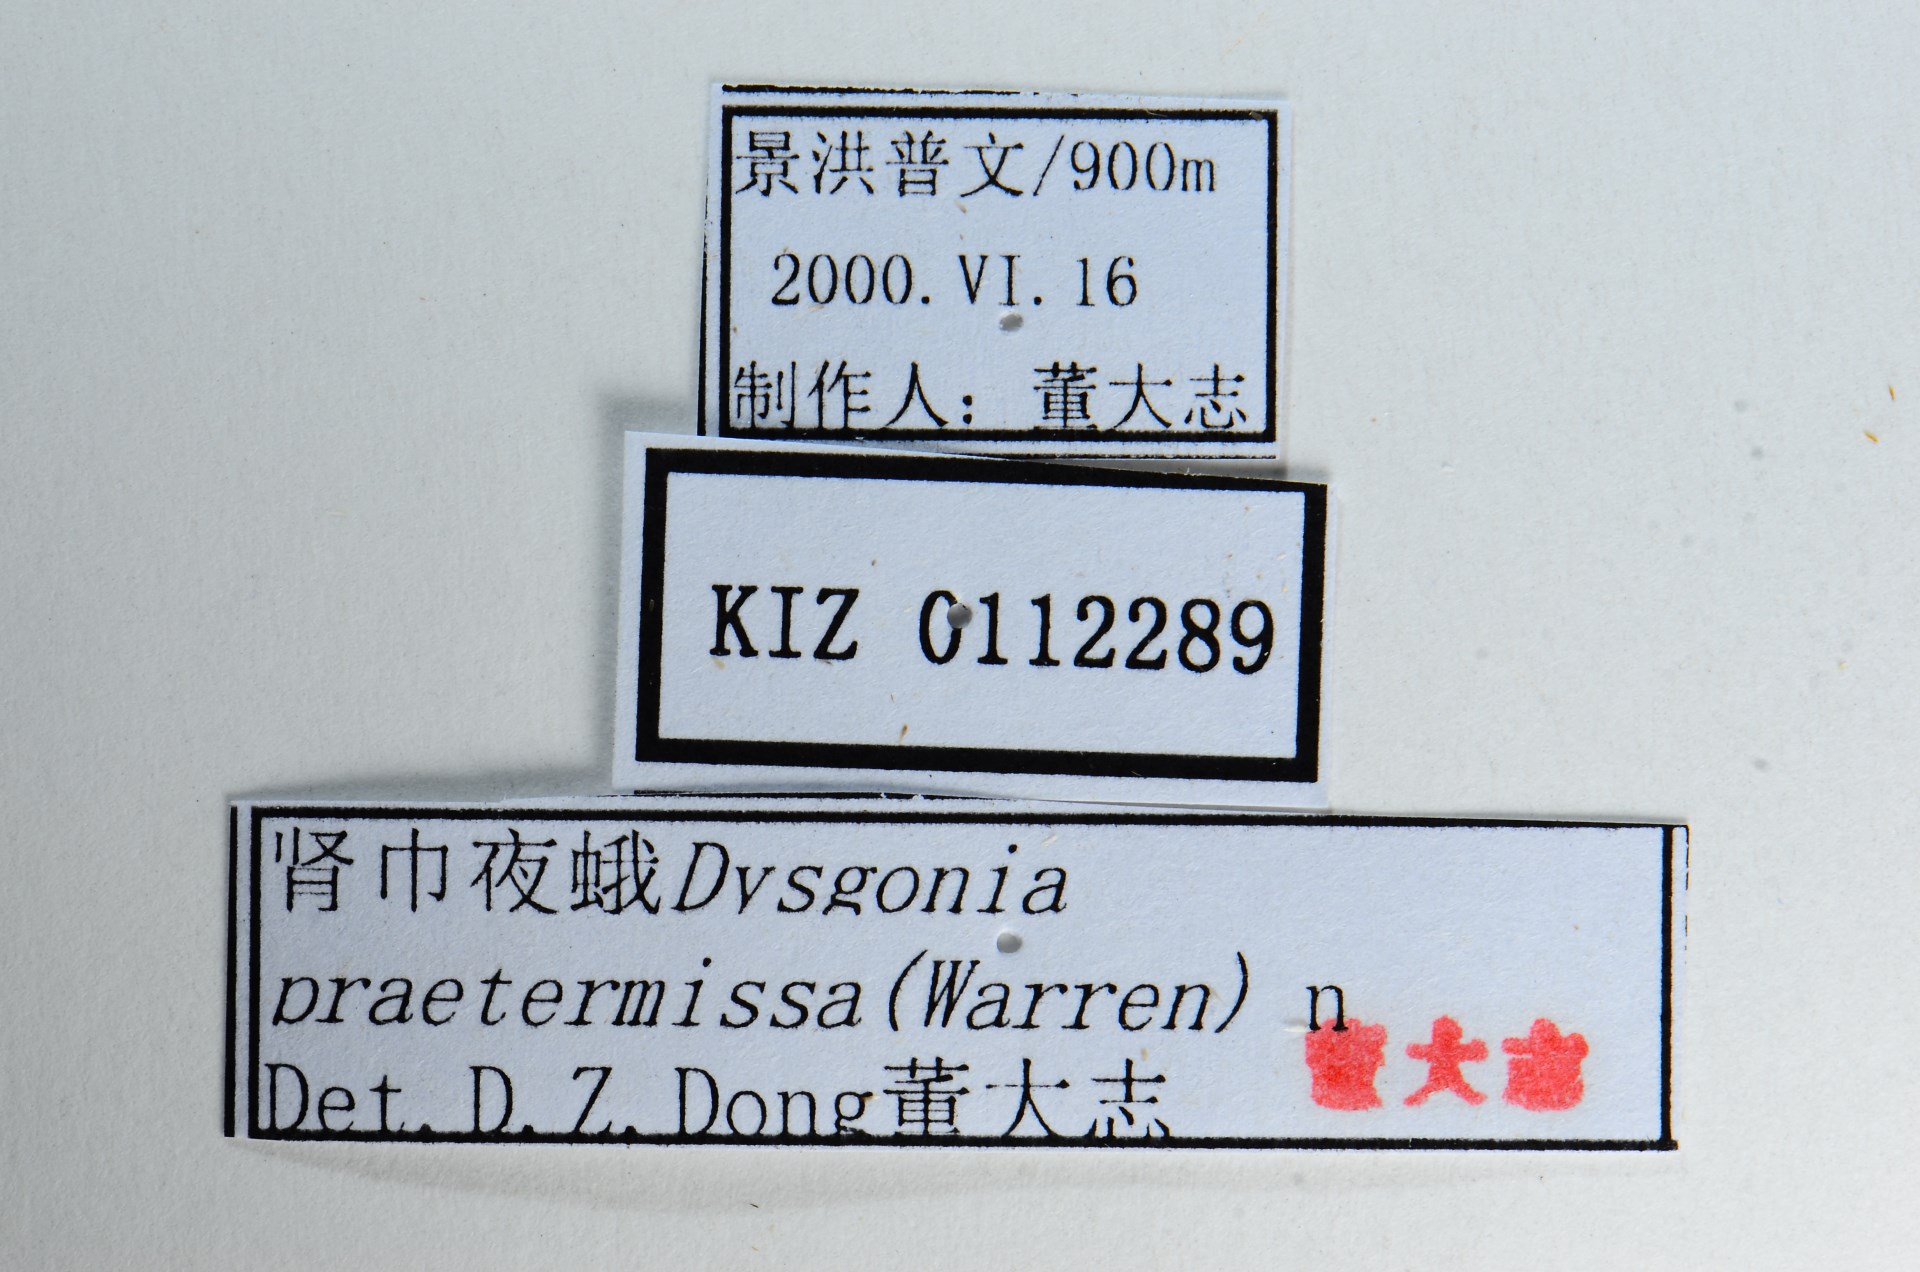 景洪普文/900m
2000.VI.16
制作人：董大志
KIZ 0112289
肾巾夜蛾Dysgonia
praetermissa(Warren) n
Det. D. Z. Dong董大志
董大志